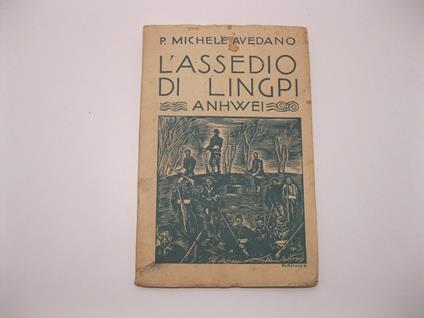 P. MICHELE AVEDANO
L'ASSEDIO
DI LINGPI
ANHWEI